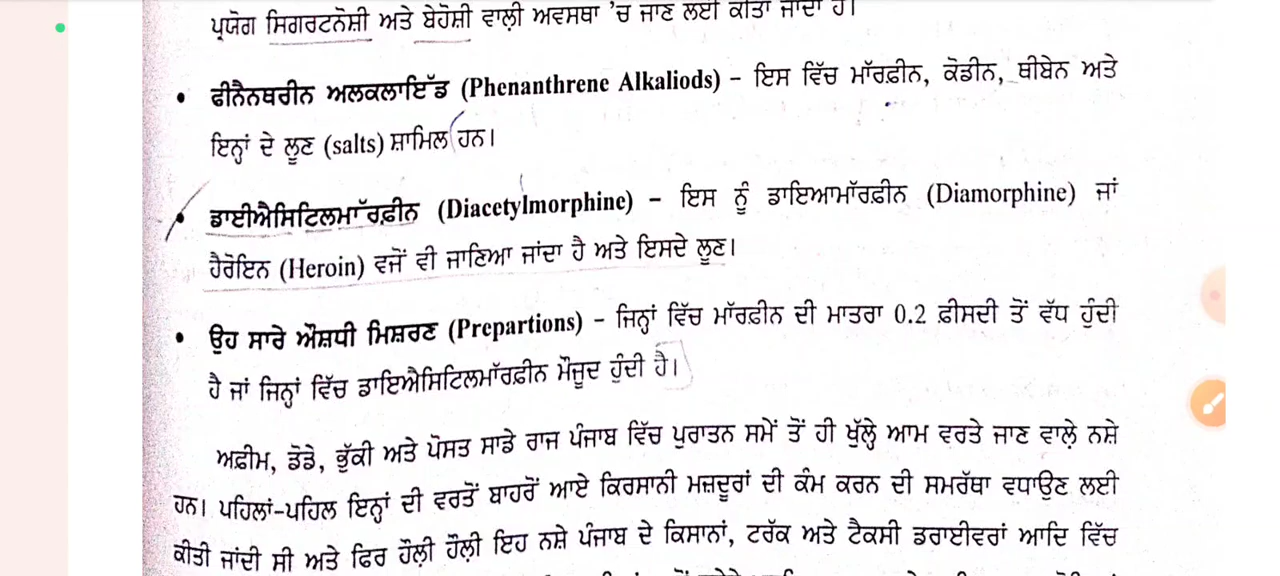 ਪ੍ਰਯੋਗ ਸਿਗਰਟਨੋਸ਼ੀ ਅਤੇ ਬੇਹੋਸ਼ੀ ਵਾਲ਼ੀ ਅਵਸਥਾ 'ਚ ਜਾਣ ਲਈ ਕੀਤਾ ਜਾਂਦਾ ਹੈ।
• ਫੀਨੈਨਥਰੀਨ ਅਲਕਲਾਇੱਡ (Phenanthrene Alkaliods) – ਇਸ ਵਿੱਚ ਮਾੱਰਫ਼ੀਨ, ਕੋਡੀਨ, ਥੀਬੇਨ ਅਤੇ
ਇਨ੍ਹਾਂ ਦੇ ਲੂਣ (salts) ਸ਼ਾਮਿਲ ਹਨ।
• ਡਾਈਐਸਿਟਿਲਮਾੱਰਫ਼ੀਨ (Diacetylmorphine) – ਇਸ ਨੂੰ ਡਾਇਆਮਾੱਰਫ਼ੀਨ (Diamorphine) ਜਾਂ
ਹੈਰੋਇਨ (Heroin) ਵਜੋਂ ਵੀ ਜਾਣਿਆ ਜਾਂਦਾ ਹੈ ਅਤੇ ਇਸਦੇ ਲੂਣ।
• ਉਹ ਸਾਰੇ ਔਸ਼ਧੀ ਮਿਸ਼ਰਣ (Prepartions) – ਜਿਨ੍ਹਾਂ ਵਿੱਚ ਮਾੱਰਫ਼ੀਨ ਦੀ ਮਾਤਰਾ 0.2 ਫ਼ੀਸਦੀ ਤੋਂ ਵੱਧ ਹੁੰਦੀ
ਹੈ ਜਾਂ ਜਿਨ੍ਹਾਂ ਵਿੱਚ ਡਾਇਐਸਿਟਿਲਮਾੱਰਫ਼ੀਨ ਮੌਜੂਦ ਹੁੰਦੀ ਹੈ।
ਅਫ਼ੀਮ, ਡੋਡੇ, ਭੁੱਕੀ ਅਤੇ ਪੋਸਤ ਸਾਡੇ ਰਾਜ ਪੰਜਾਬ ਵਿੱਚ ਪੁਰਾਤਨ ਸਮੇਂ ਤੋਂ ਹੀ ਖੁੱਲ੍ਹੇ ਆਮ ਵਰਤੇ ਜਾਣ ਵਾਲ਼ੇ ਨਸ਼ੇ
ਹਨ। ਪਹਿਲਾਂ-ਪਹਿਲ ਇਨ੍ਹਾਂ ਦੀ ਵਰਤੋਂ ਬਾਹਰੋਂ ਆਏ ਕਿਰਸਾਨੀ ਮਜ਼ਦੂਰਾਂ ਦੀ ਕੰਮ ਕਰਨ ਦੀ ਸਮਰੱਥਾ ਵਧਾਉਣ ਲਈ
ਕੀਤੀ ਜਾਂਦੀ ਸੀ ਅਤੇ ਫਿਰ ਹੌਲ਼ੀ ਹੌਲ਼ੀ ਇਹ ਨਸ਼ੇ ਪੰਜਾਬ ਦੇ ਕਿਸਾਨਾਂ, ਟਰੱਕ ਅਤੇ ਟੈਕਸੀ ਡਰਾਈਵਰਾਂ ਆਦਿ ਵਿੱਚ